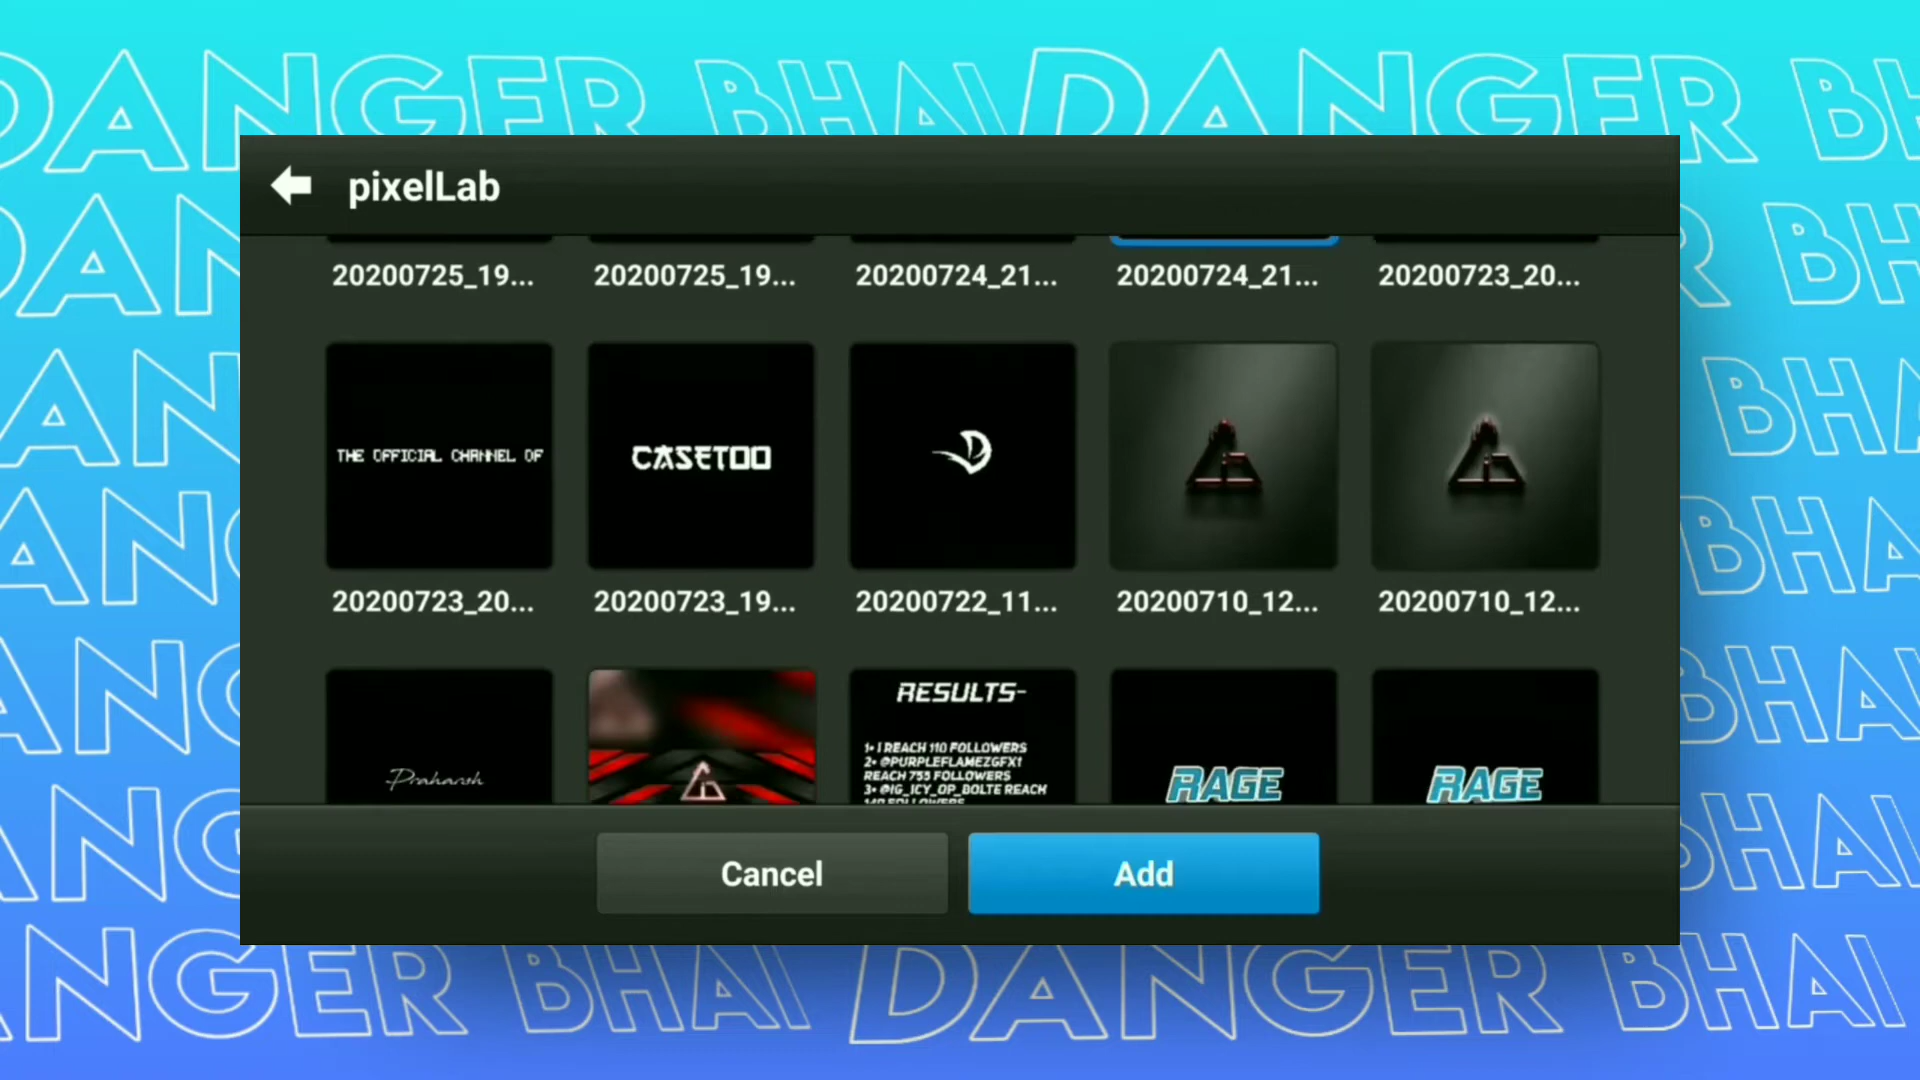 DANGER BHAI DANGER BH
pixelLab
20200725_19... 20200725_19... 20200724_21... 20200724_21... 20200723_20...
THE OFFICIAL CHANNEL OF
CASETOO
20200723_20... 20200723_19... 20200722_11... 20200710_12... 20200710_12...
Praharsh
RESULTS-
1• I REACH 110 FOLLOWERS
2• @PURPLEFLAMEZGFX1
REACH 755 FOLLOWERS
3• @IG_ICY_OP_BOLTE REACH
RAGE
RAGE
Cancel
Add
DANGER BHAI DANGER BHAI